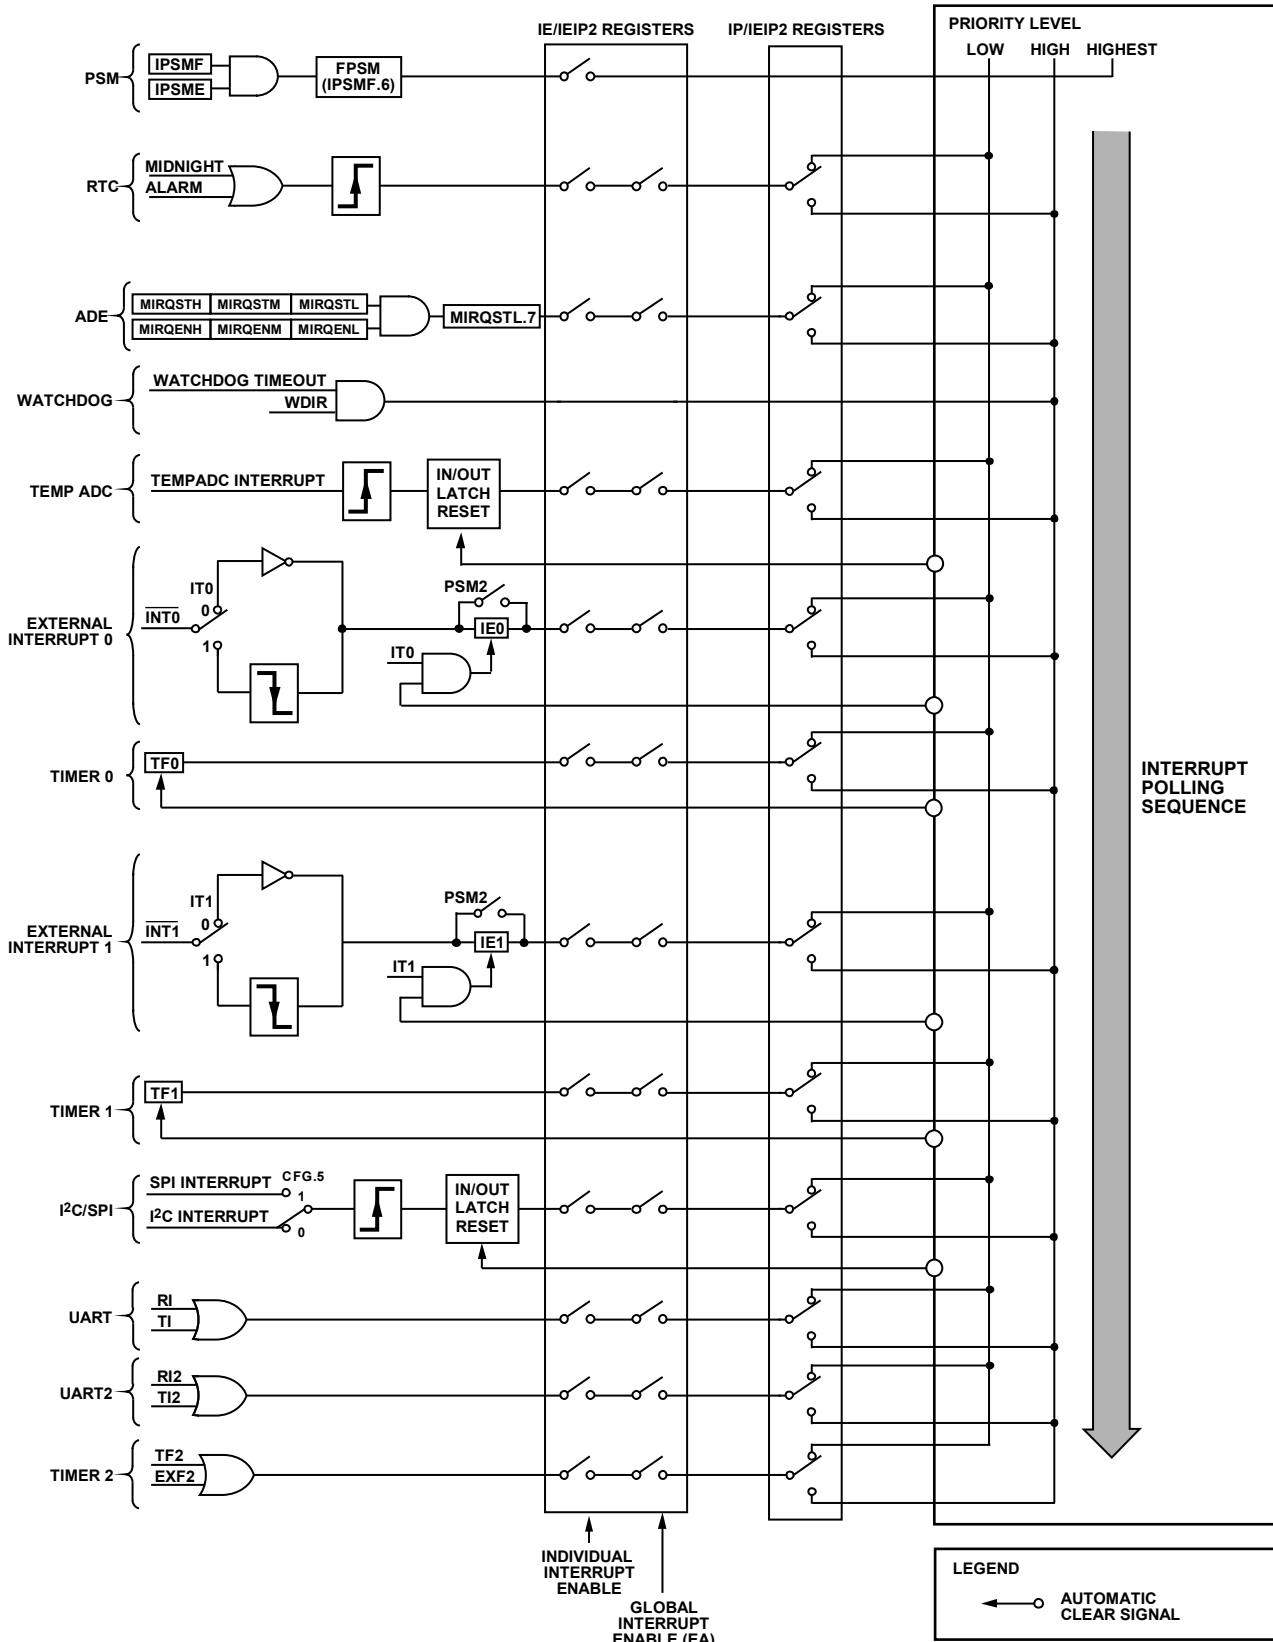 IE/IEIP2 REGISTERS
IP/IEIP2 REGISTERS
PRIORITY LEVEL
LOW HIGH HIGHEST
PSM
IPSMF
IPSME
FPSM
(IPSMF.6)
RTC
MIDNIGHT
ALARM
ADE
MIRQSTH MIRQSTM MIRQSTL
MIRQENH MIRQENM MIRQENL
MIRQSTL.7
WATCHDOG
WATCHDOG TIMEOUT
WDIR
TEMP ADC
TEMPADC INTERRUPT
IN/OUT
LATCH
RESET
EXTERNAL
INTERRUPT 0
INT0
IT0
0
1
PSM2
IE0
IT0
TIMER 0
TF0
INTERRUPT
POLLING
SEQUENCE
EXTERNAL
INTERRUPT 1
INT1
IT1
0
1
PSM2
IE1
IT1
TIMER 1
TF1
I2C/SPI
SPI INTERRUPT
I2C INTERRUPT
CFG.5
1
0
IN/OUT
LATCH
RESET
UART
RI
TI
UART2
RI2
TI2
TIMER 2
TF2
EXF2
INDIVIDUAL
INTERRUPT
ENABLE
GLOBAL
INTERRUPT
ENABLE (EA)
LEGEND
AUTOMATIC
CLEAR SIGNAL